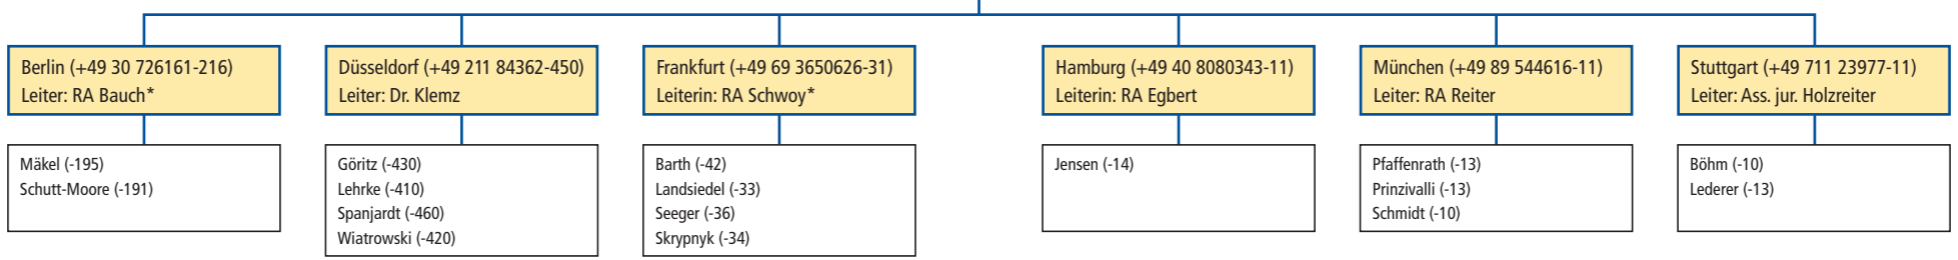 Berlin (+49 30 726161-216)
Leiter: RA Bauch*
Mäkel (-195)
Schutt-Moore (-191)
Düsseldorf (+49 211 84362-450)
Leiter: Dr. Klemz
Göritz (-430)
Lehrke (-410)
Spanjardt (-460)
Wiatrowski (-420)
Frankfurt (+49 69 3650626-31)
Leiterin: RA Schwoy*
Barth (-42)
Landsiedel (-33)
Seeger (-36)
Skrypnyk (-34)
Hamburg (+49 40 8080343-11)
Leiterin: RA Egbert
Jensen (-14)
München (+49 89 544616-11)
Leiter: RA Reiter
Pfaffenrath (-13)
Prinzivalli (-13)
Schmidt (-10)
Stuttgart (+49 711 23977-11)
Leiter: Ass. jur. Holzreiter
Böhm (-10)
Lederer (-13)